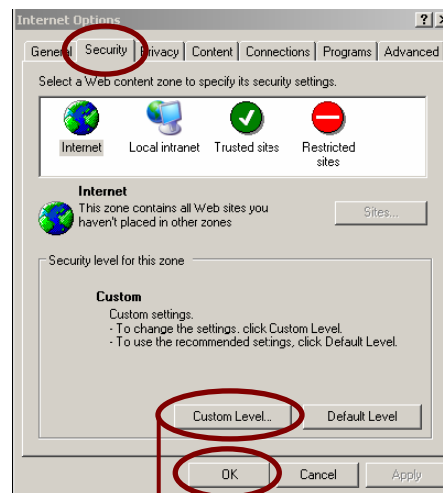 Internet Options
General Security Privacy Content Connections Programs Advanced
Select a Web content zone to specify its security settings.
Internet Local intranet Trusted sites Restricted sites
Internet
This zone contains all Web sites you
haven't placed in other zones
Sites...
Security level for this zone
Custom
Custom settings.
- To change the settings, click Custom Level.
- To use the recommended settings, click Default Level.
Custom Level... Default Level
OK Cancel Apply